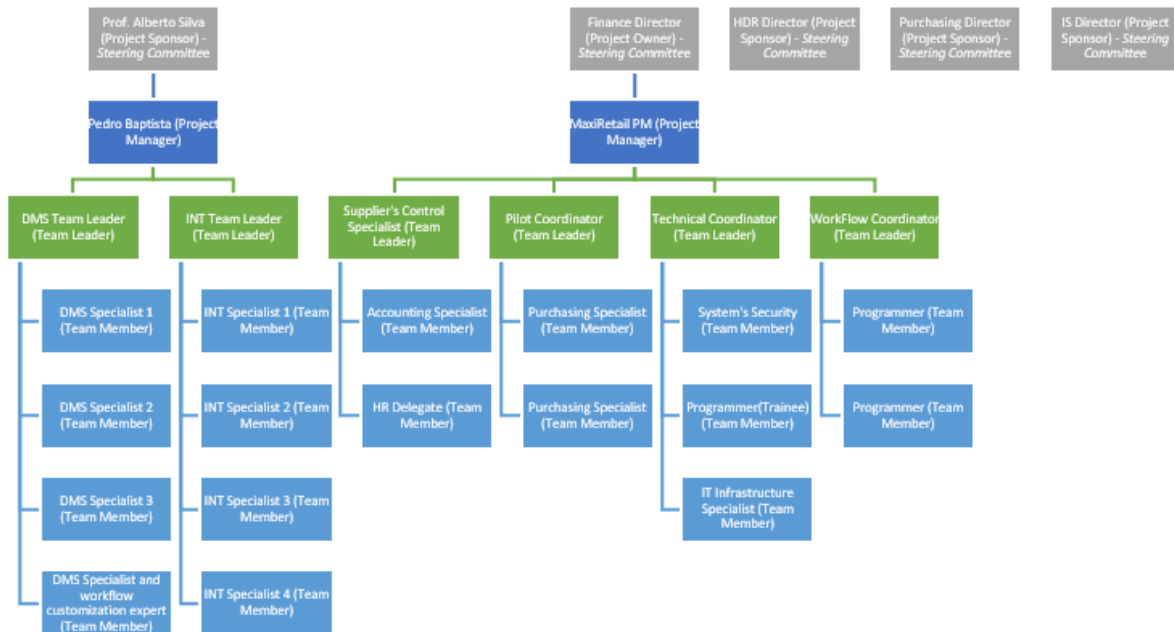 Prof. Alberto Silva
(Project Sponsor) -
Steering Committee
Finance Director
(Project Owner) -
Steering Committee
HDR Director (Project
Sponsor) - Steering
Committee
Purchasing Director
(Project Sponsor) -
Steering Committee
IS Director (Project
Sponsor) - Steering
Committee
Pedro Baptista (Project
Manager)
MaxiRetail PM (Project
Manager)
DMS Team Leader
(Team Leader)
INT Team Leader
(Team Leader)
Supplier's Control
Specialist (Team
Leader)
Pilot Coordinator
(Team Leader)
Technical Coordinator
(Team Leader)
WorkFlow Coordinator
(Team Leader)
DMS Specialist 1
(Team Member)
INT Specialist 1 (Team
Member)
Accounting Specialist
(Team Member)
Purchasing Specialist
(Team Member)
System's Security
(Team Member)
Programmer (Team
Member)
DMS Specialist 2
(Team Member)
INT Specialist 2 (Team
Member)
HR Delegate (Team
Member)
Purchasing Specialist
(Team Member)
Programmer(Trainee)
(Team Member)
Programmer (Team
Member)
DMS Specialist 3
(Team Member)
INT Specialist 3 (Team
Member)
IT Infrastructure
Specialist (Team
Member)
DMS Specialist and
workflow
customization expert
(Team Member)
INT Specialist 4 (Team
Member)